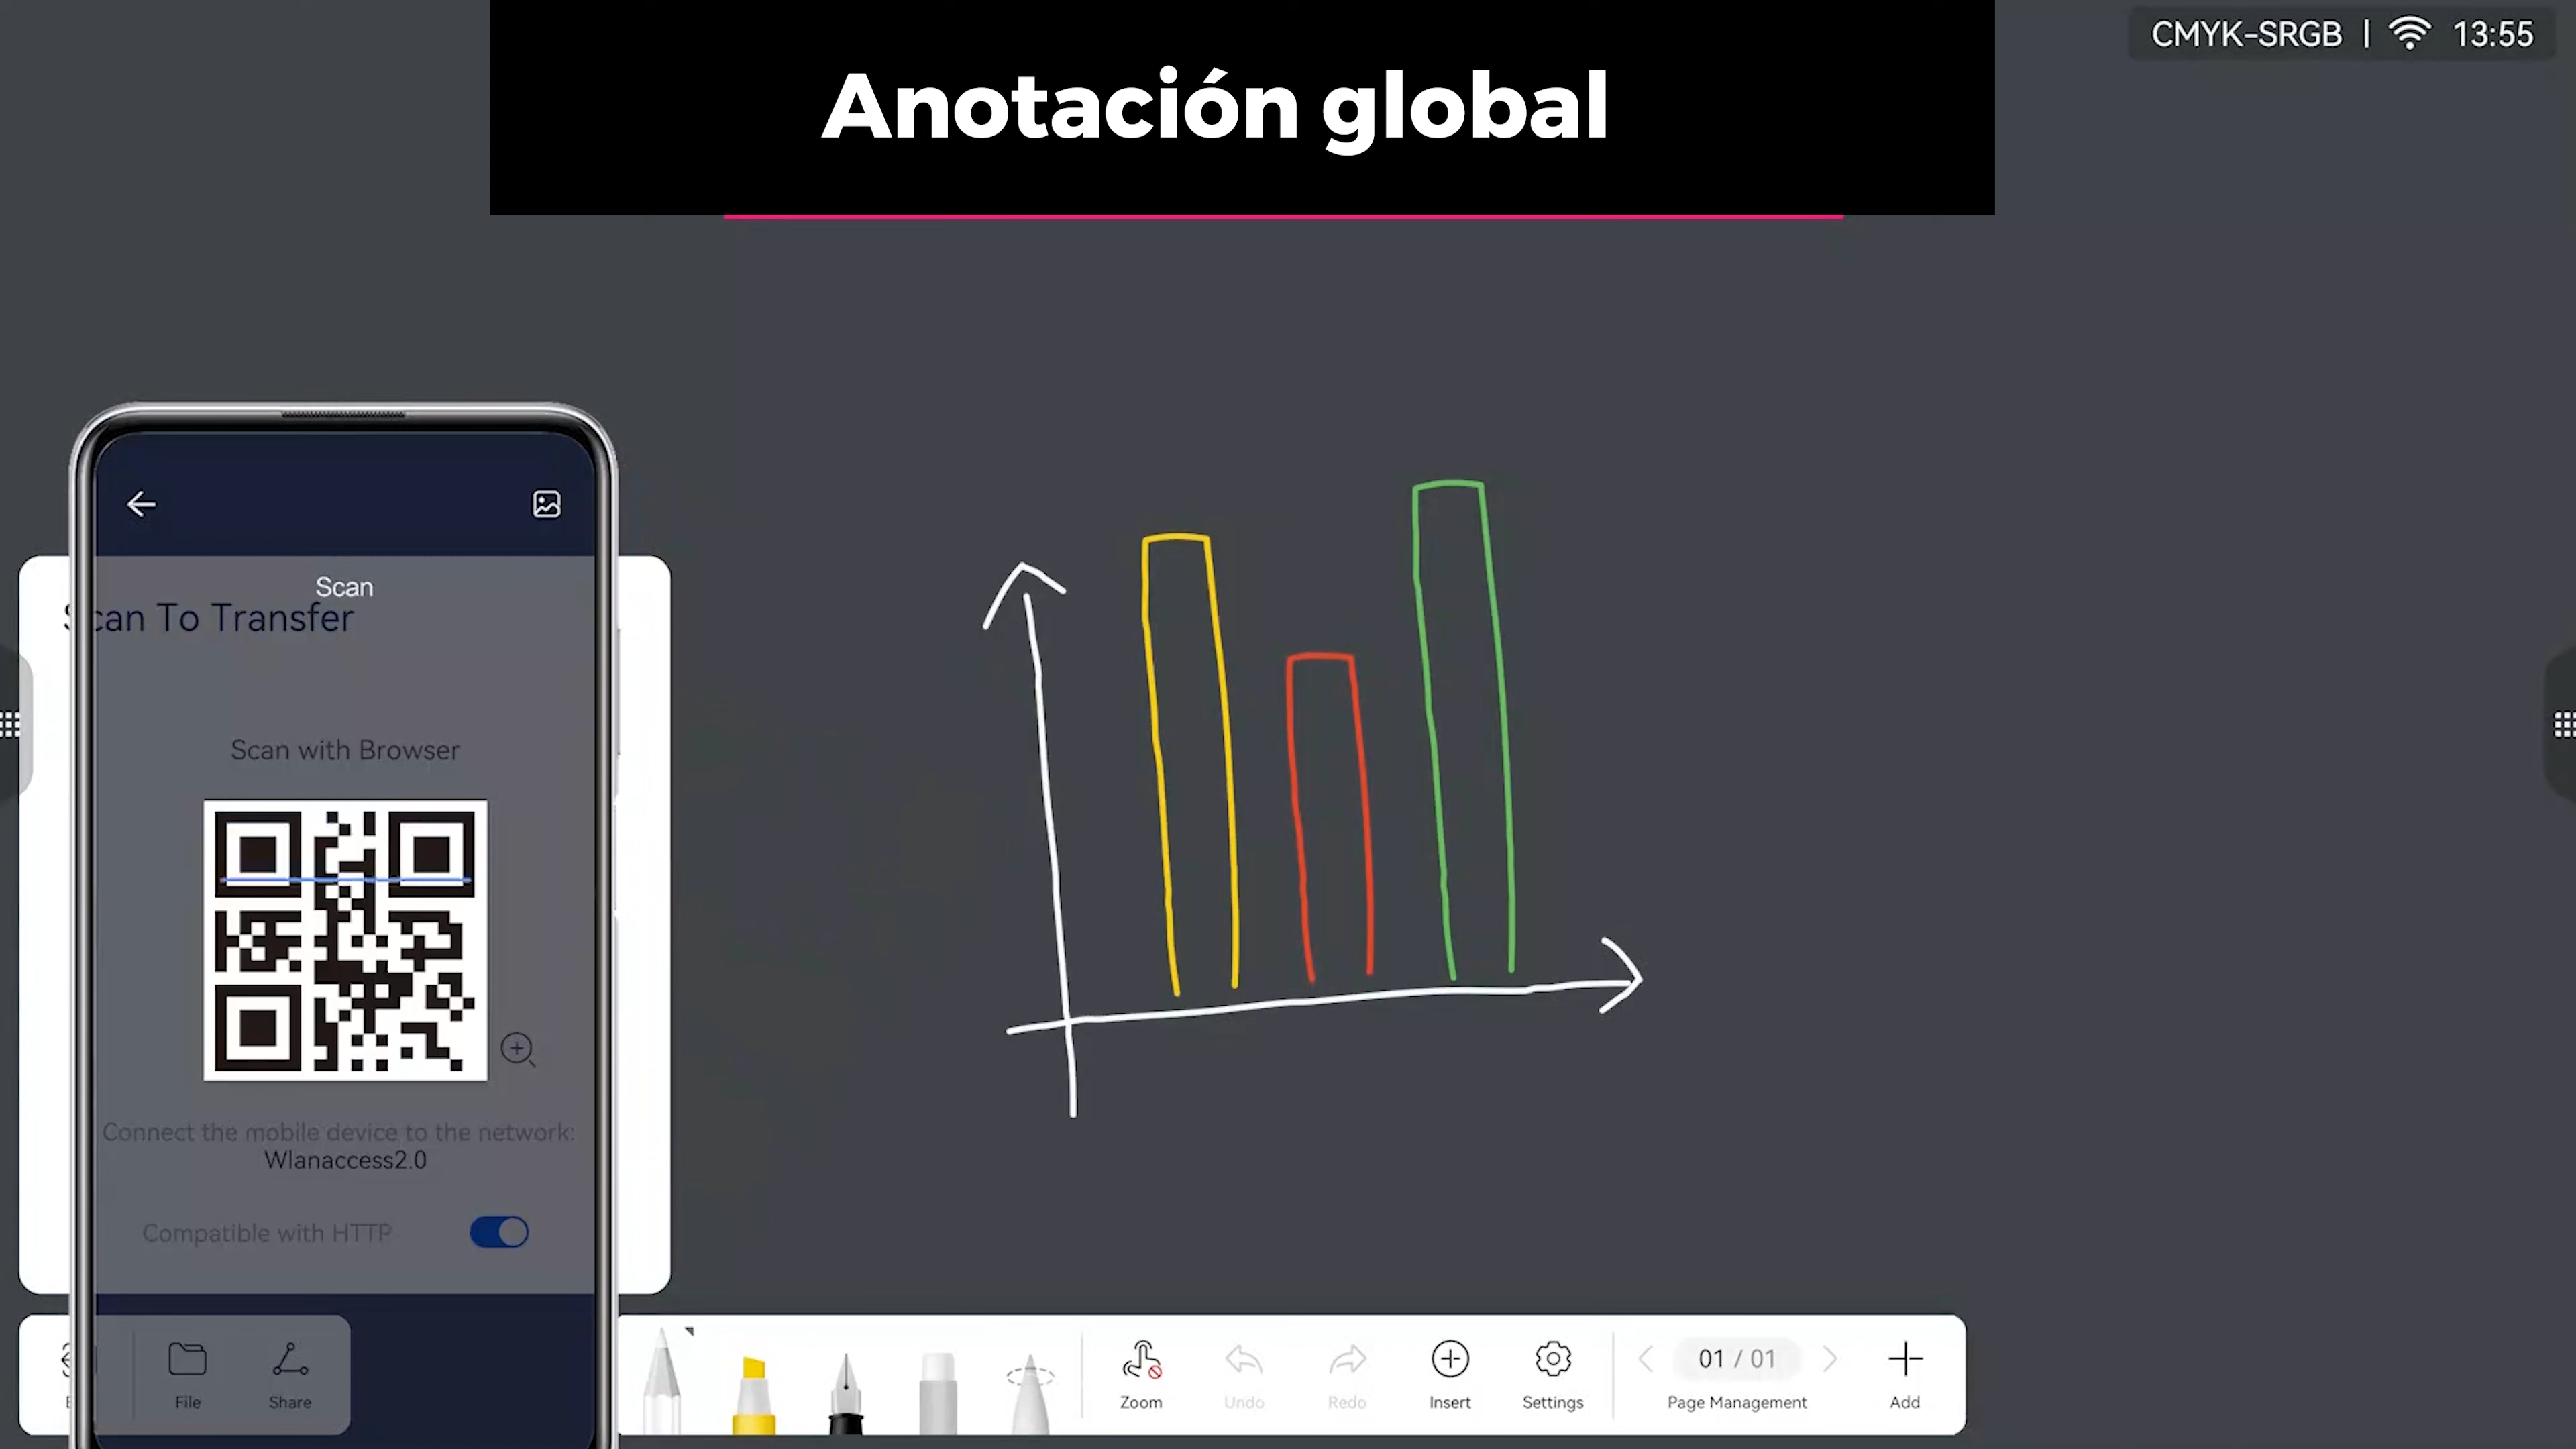 CMYK-SRGB | 13:55
Anotación global
Scan
Scan To Transfer
Scan with Browser
Connect the mobile device to the network:
Wlanaccess2.0
Compatible with HTTP
File
Share
Zoom
Undo
Redo
Insert
Settings
01 / 01
Page Management
Add